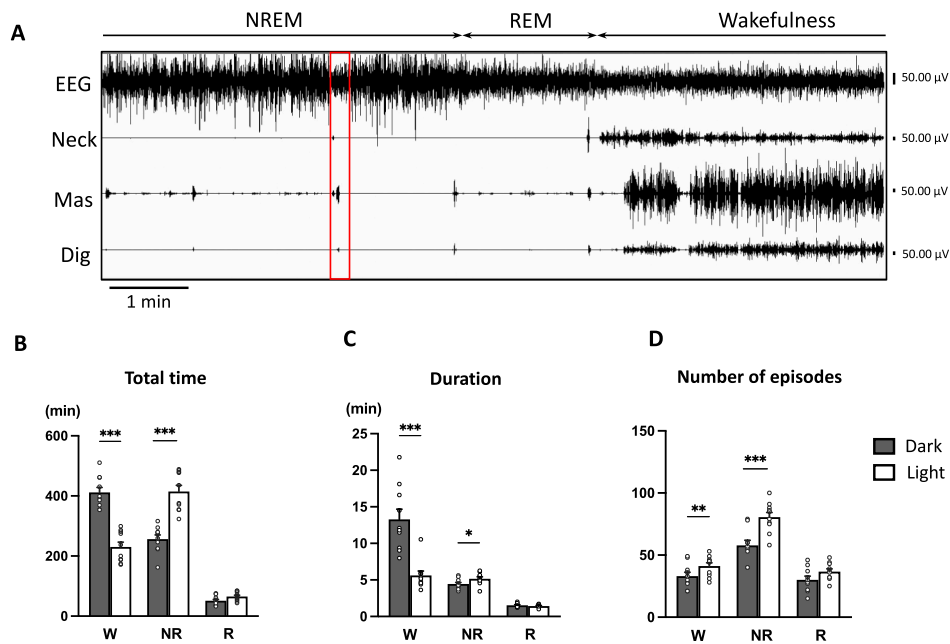 A
NREM REM Wakefulness
EEG 50.00 µV
Neck 50.00 µV
Mas 50.00 µV
Dig 50.00 µV
1 min
B
Total time
(min)
600
400
200
0
*** ***
W NR R
C
Duration
(min)
25
20
15
10
5
0
*** *
W NR R
D
Number of episodes
150
100
50
0
** ***
W NR R
Dark
Light